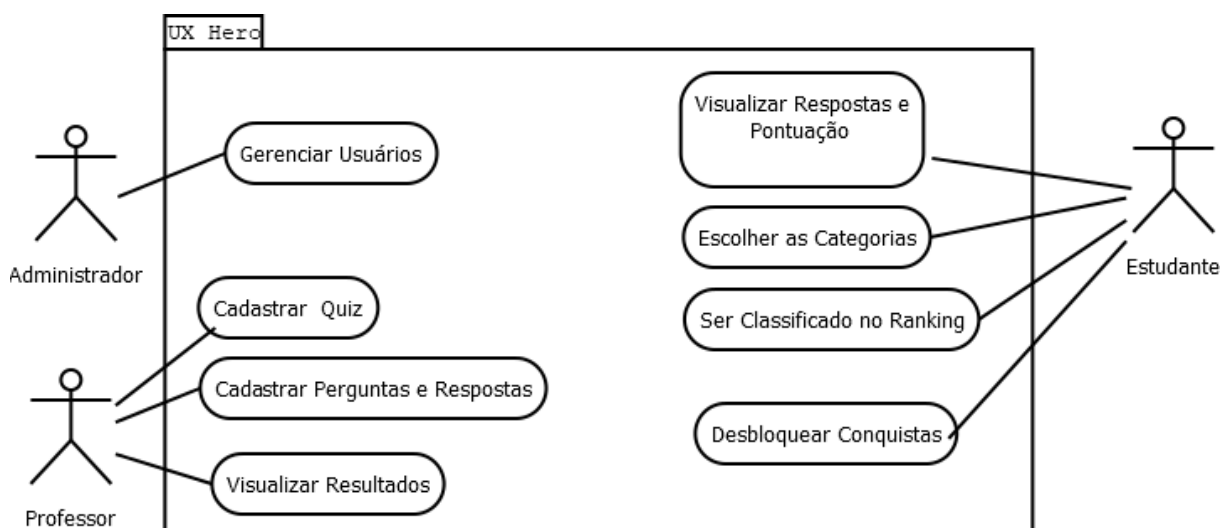 UX Hero
Visualizar Respostas e
Pontuação
Gerenciar Usuários
Escolher as Categorias
Administrador
Estudante
Cadastrar Quiz
Ser Classificado no Ranking
Cadastrar Perguntas e Respostas
Desbloquear Conquistas
Visualizar Resultados
Professor